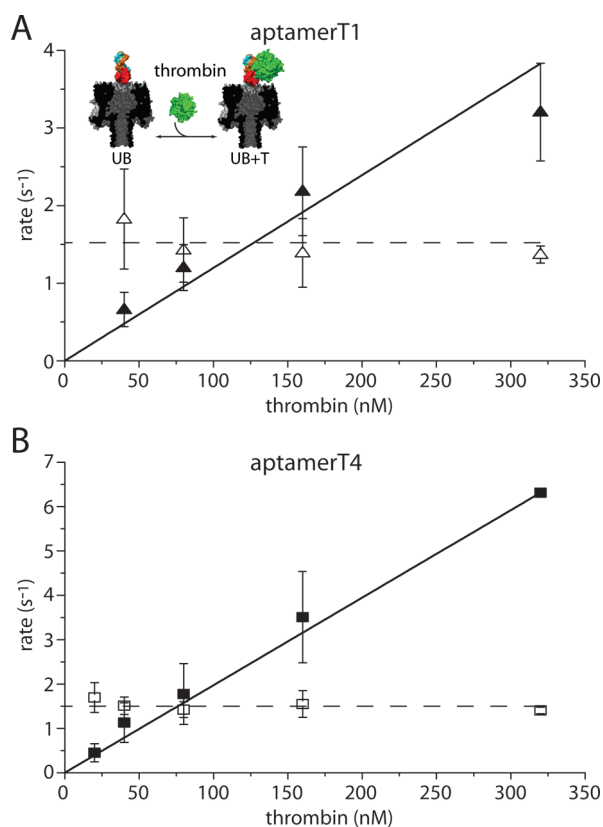 A
aptamerT1
4
3
2
1
0
rate (s⁻¹)
thrombin
UB
UB+T
0 50 100 150 200 250 300 350
thrombin (nM)
B
aptamerT4
7
6
5
4
3
2
1
0
rate (s⁻¹)
0 50 100 150 200 250 300 350
thrombin (nM)